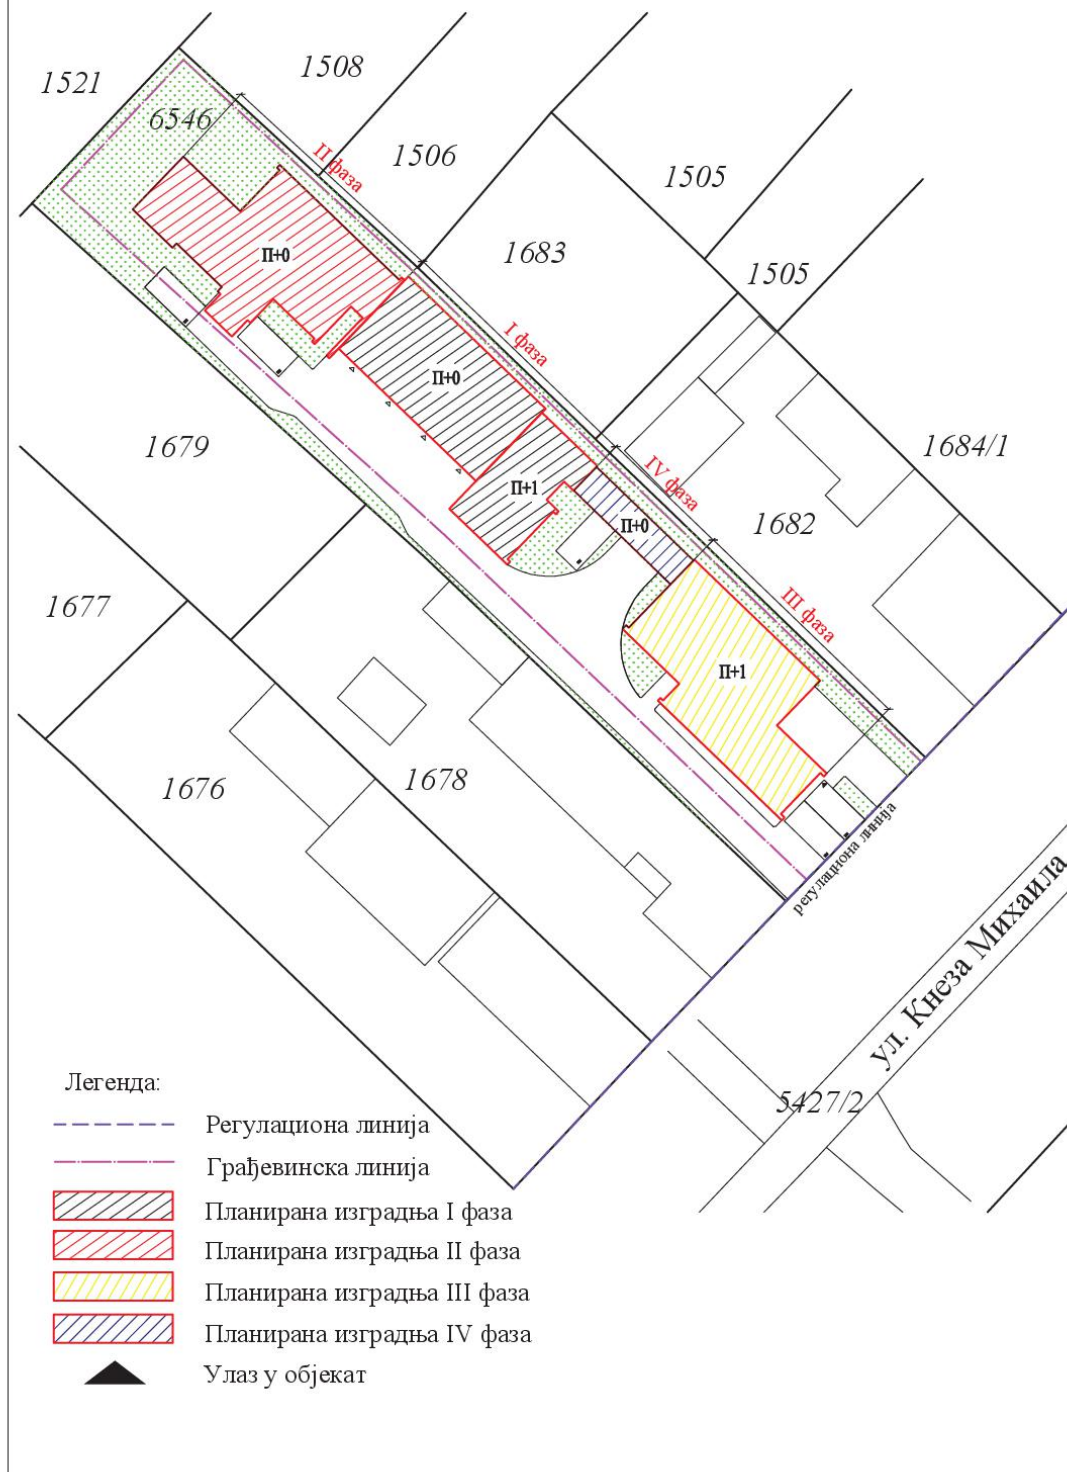 1521
1508
6546
1506
II фаза
1505
П+0
1683
1505
I фаза
П+0
1679
1684/1
IV фаза
П+1
П+0
1682
1677
III фаза
П+1
1676
1678
регулациона линија
ул. Кнеза Михаила
5427/2
Легенда:
Регулациона линија
Грађевинска линија
Планирана изградња I фаза
Планирана изградња II фаза
Планирана изградња III фаза
Планирана изградња IV фаза
Улаз у објекат